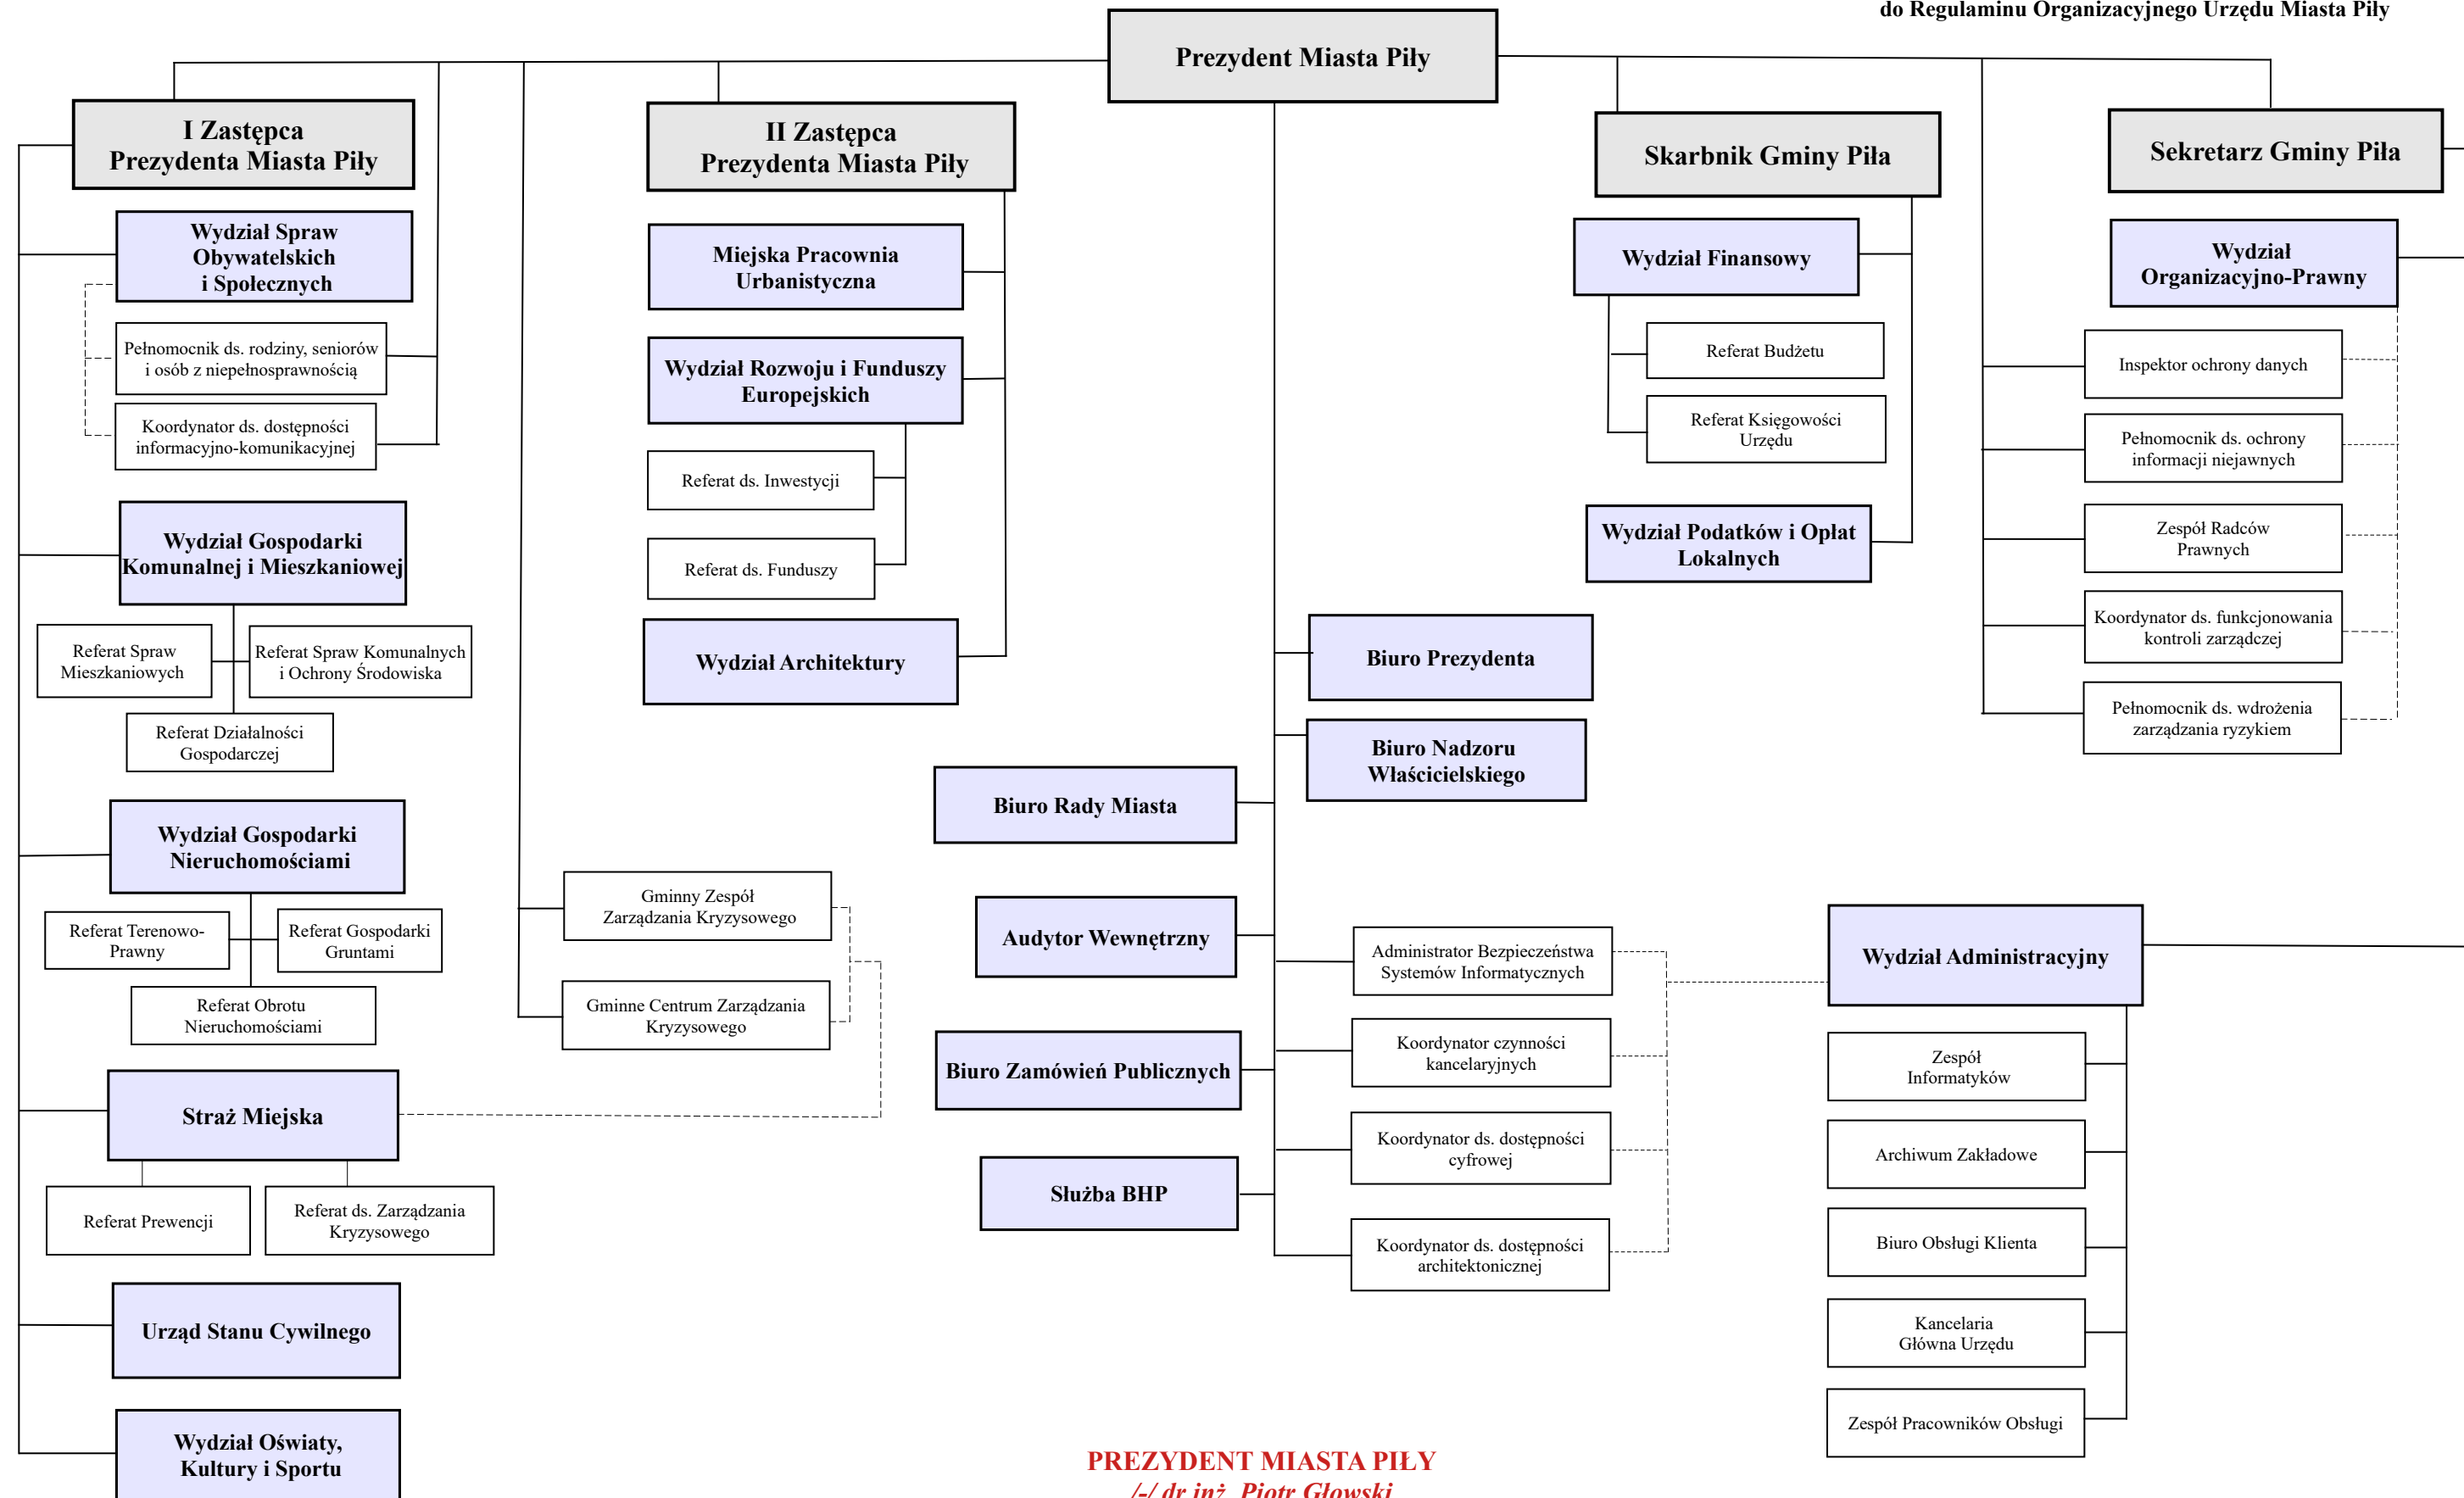 do Regulaminu Organizacyjnego Urzędu Miasta Piły
Prezydent Miasta Piły
I Zastępca
Prezydenta Miasta Piły
II Zastępca
Prezydenta Miasta Piły
Skarbnik Gminy Piła
Sekretarz Gminy Piła
Wydział Spraw
Obywatelskich
i Społecznych
Pełnomocnik ds. rodziny, seniorów
i osób z niepełnosprawnością
Koordynator ds. dostępności
informacyjno-komunikacyjnej
Wydział Gospodarki
Komunalnej i Mieszkaniowej
Referat Spraw
Mieszkaniowych
Referat Spraw Komunalnych
i Ochrony Środowiska
Referat Działalności
Gospodarczej
Wydział Gospodarki
Nieruchomościami
Referat Terenowo-
Prawny
Referat Gospodarki
Gruntami
Referat Obrotu
Nieruchomościami
Straż Miejska
Referat Prewencji
Referat ds. Zarządzania
Kryzysowego
Urząd Stanu Cywilnego
Wydział Oświaty,
Kultury i Sportu
Miejska Pracownia
Urbanistyczna
Wydział Rozwoju i Funduszy
Europejskich
Referat ds. Inwestycji
Referat ds. Funduszy
Wydział Architektury
Gminny Zespół
Zarządzania Kryzysowego
Gminne Centrum Zarządzania
Kryzysowego
Biuro Prezydenta
Biuro Nadzoru
Właścicielskiego
Biuro Rady Miasta
Audytor Wewnętrzny
Biuro Zamówień Publicznych
Służba BHP
Administrator Bezpieczeństwa
Systemów Informatycznych
Koordynator czynności
kancelaryjnych
Koordynator ds. dostępności
cyfrowej
Koordynator ds. dostępności
architektonicznej
Wydział Finansowy
Referat Budżetu
Referat Księgowości
Urzędu
Wydział Podatków i Opłat
Lokalnych
Wydział
Organizacyjno-Prawny
Inspektor ochrony danych
Pełnomocnik ds. ochrony
informacji niejawnych
Zespół Radców
Prawnych
Koordynator ds. funkcjonowania
kontroli zarządczej
Pełnomocnik ds. wdrożenia
zarządzania ryzykiem
Wydział Administracyjny
Zespół
Informatyków
Archiwum Zakładowe
Biuro Obsługi Klienta
Kancelaria
Główna Urzędu
Zespół Pracowników Obsługi
PREZYDENT MIASTA PIŁY
/-/ dr inż. Piotr Głowski